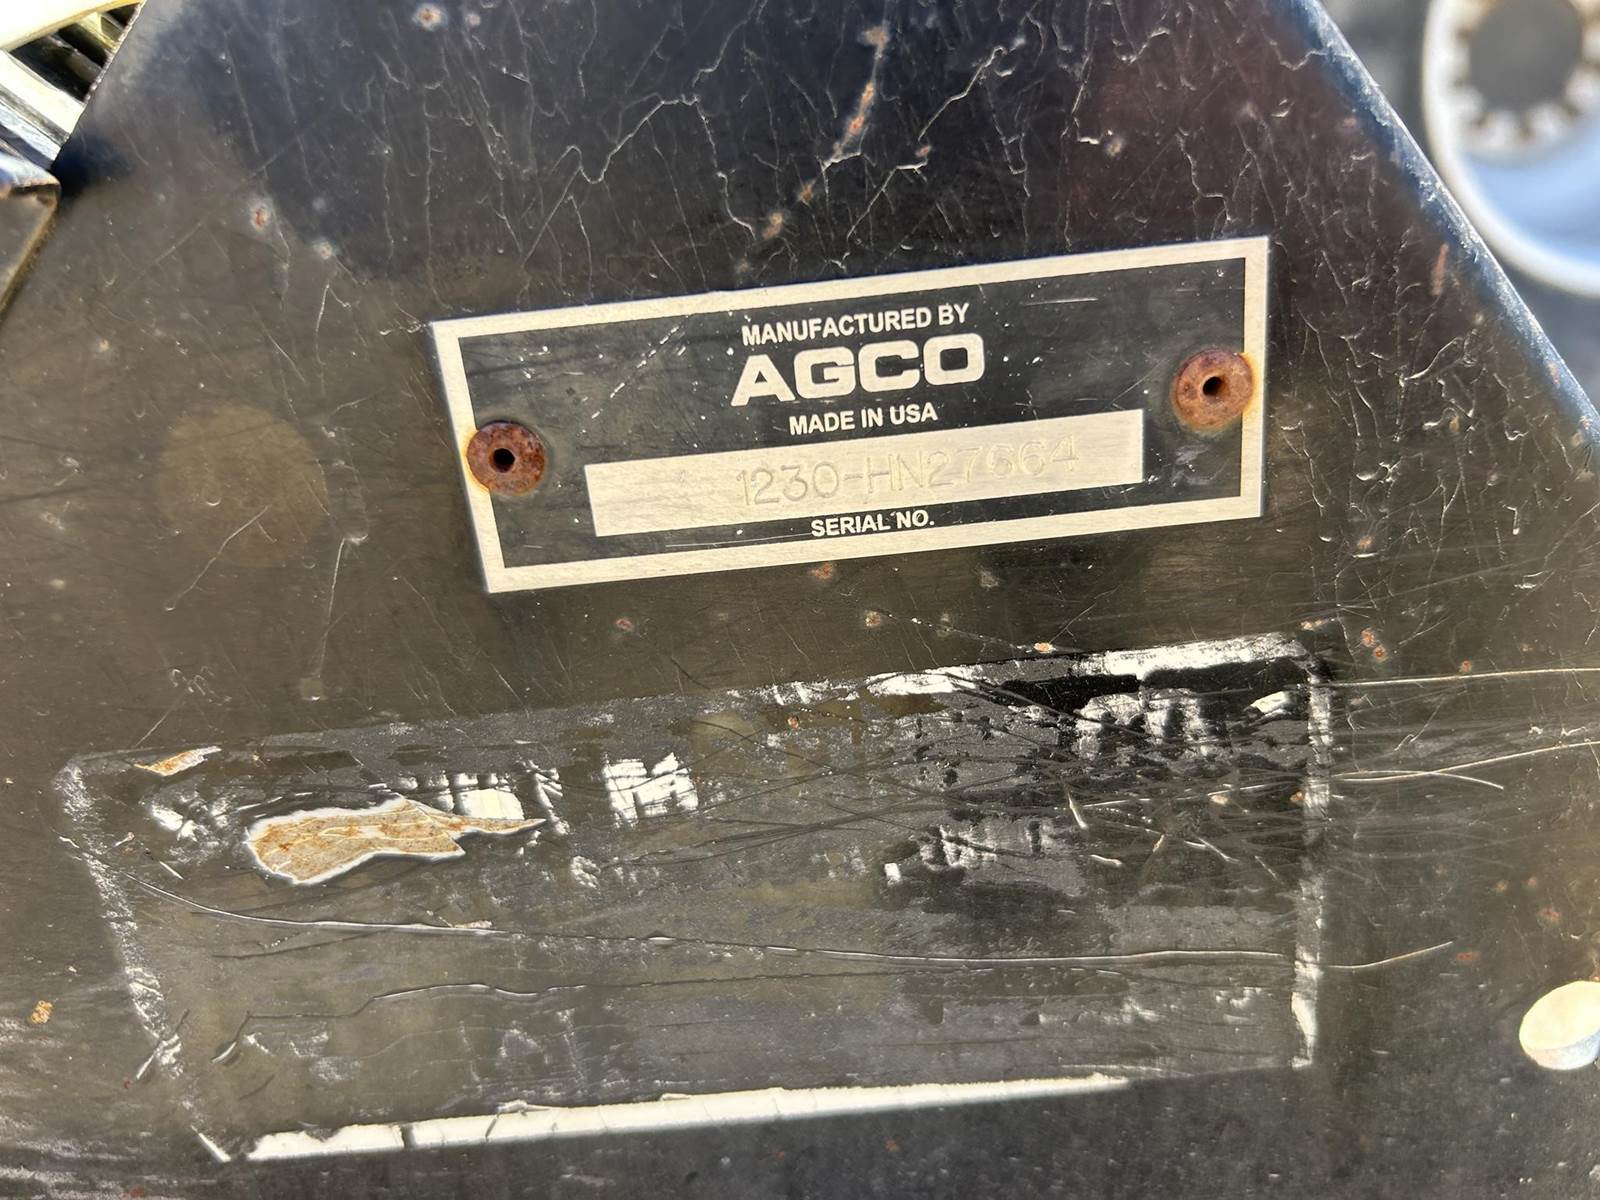 MANUFACTURED BY
AGCO
MADE IN USA
1230-HN27664
SERIAL NO.